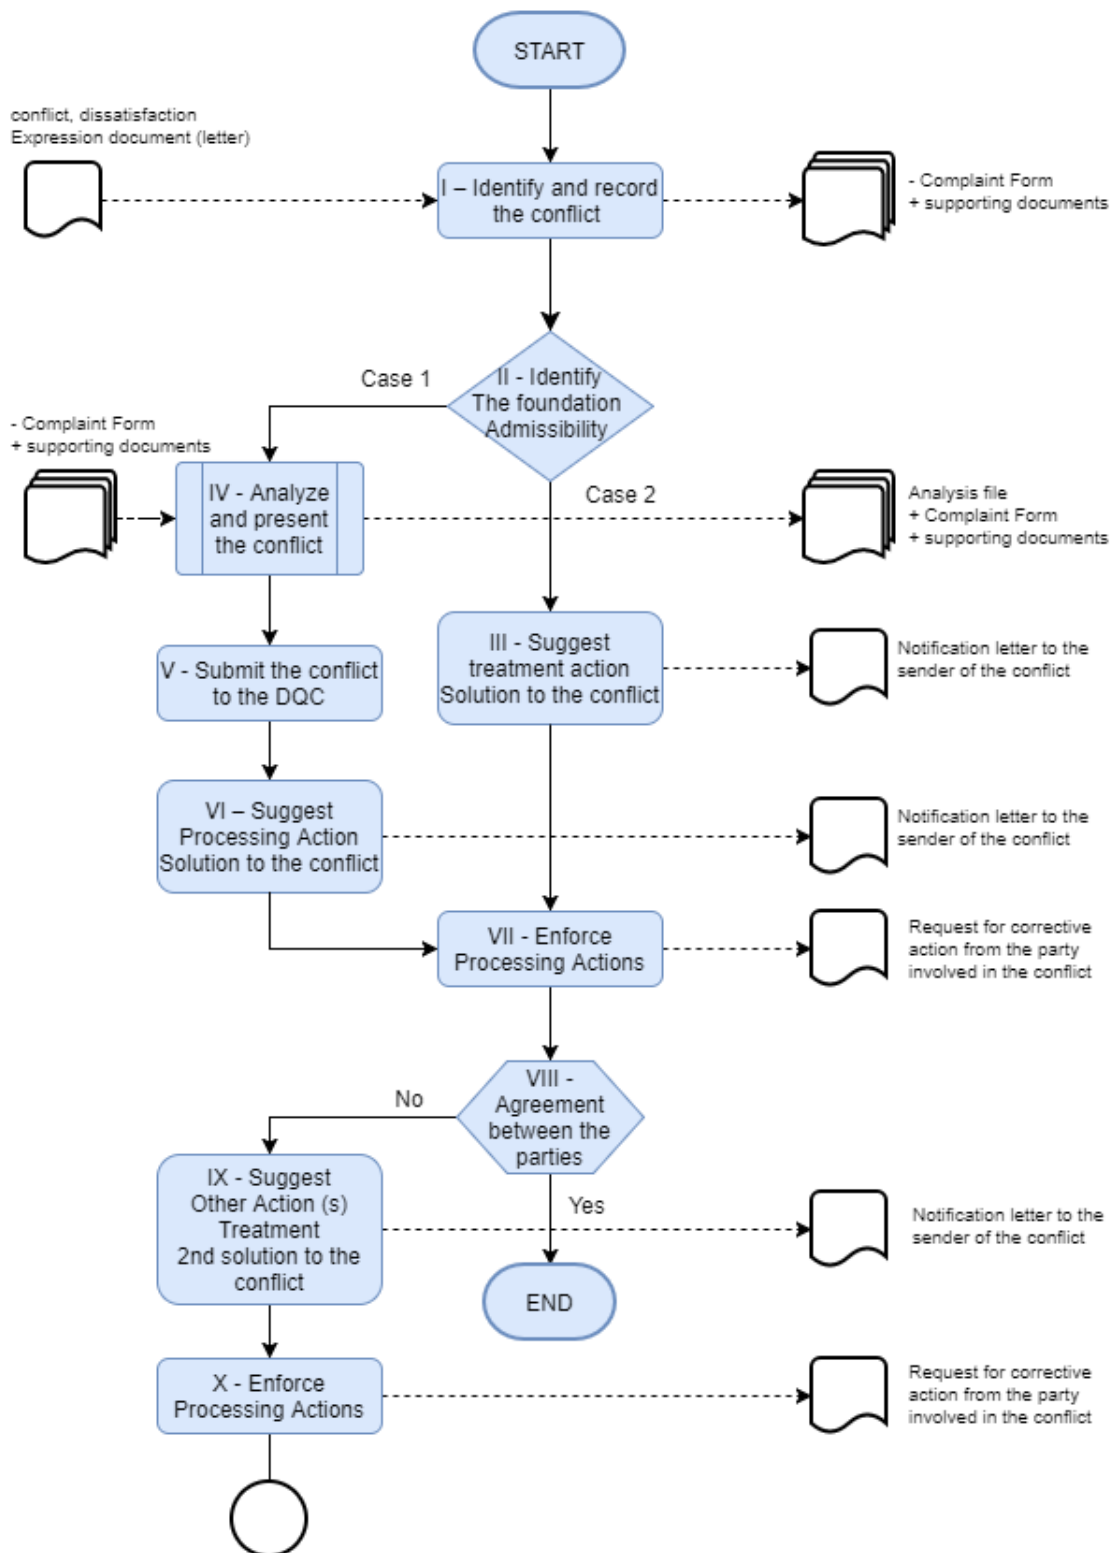 START
conflict, dissatisfaction
Expression document (letter)
I – Identify and record
the conflict
- Complaint Form
+ supporting documents
Case 1
II - Identify
The foundation
Admissibility
- Complaint Form
+ supporting documents
IV - Analyze
and present
the conflict
Case 2
Analysis file
+ Complaint Form
+ supporting documents
III - Suggest
treatment action
Solution to the conflict
Notification letter to the
sender of the conflict
V - Submit the conflict
to the DQC
VI – Suggest
Processing Action
Solution to the conflict
Notification letter to the
sender of the conflict
VII - Enforce
Processing Actions
Request for corrective
action from the party
involved in the conflict
VIII -
Agreement
between the
parties
No
Yes
IX - Suggest
Other Action (s)
Treatment
2nd solution to the
conflict
Notification letter to the
sender of the conflict
END
X - Enforce
Processing Actions
Request for corrective
action from the party
involved in the conflict